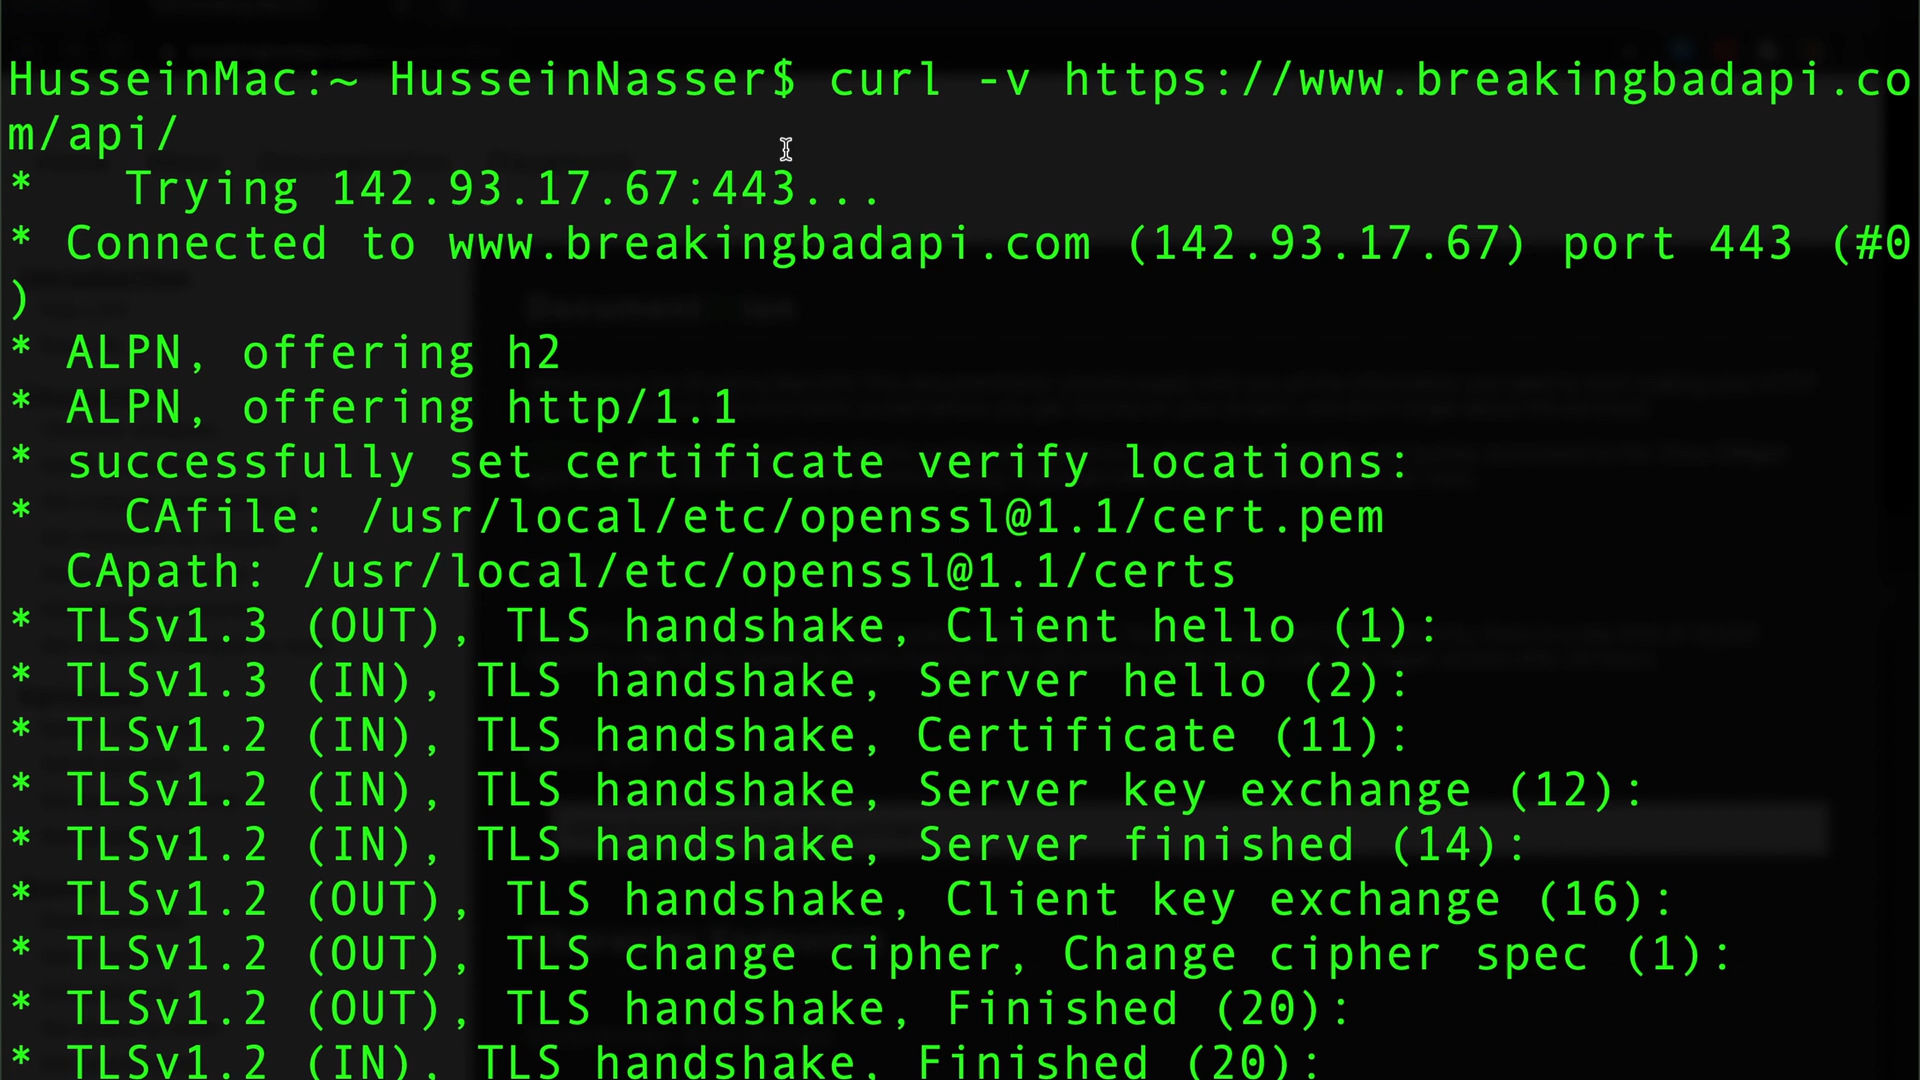 HusseinMac:~ HusseinNasser$ curl -v https://www.breakingbadapi.co
m/api/
*   Trying 142.93.17.67:443...
* Connected to www.breakingbadapi.com (142.93.17.67) port 443 (#0
)
* ALPN, offering h2
* ALPN, offering http/1.1
* successfully set certificate verify locations:
*   CAfile: /usr/local/etc/openssl@1.1/cert.pem
  CApath: /usr/local/etc/openssl@1.1/certs
* TLSv1.3 (OUT), TLS handshake, Client hello (1):
* TLSv1.3 (IN), TLS handshake, Server hello (2):
* TLSv1.2 (IN), TLS handshake, Certificate (11):
* TLSv1.2 (IN), TLS handshake, Server key exchange (12):
* TLSv1.2 (IN), TLS handshake, Server finished (14):
* TLSv1.2 (OUT), TLS handshake, Client key exchange (16):
* TLSv1.2 (OUT), TLS change cipher, Change cipher spec (1):
* TLSv1.2 (OUT), TLS handshake, Finished (20):
* TLSv1.2 (IN), TLS handshake, Finished (20):